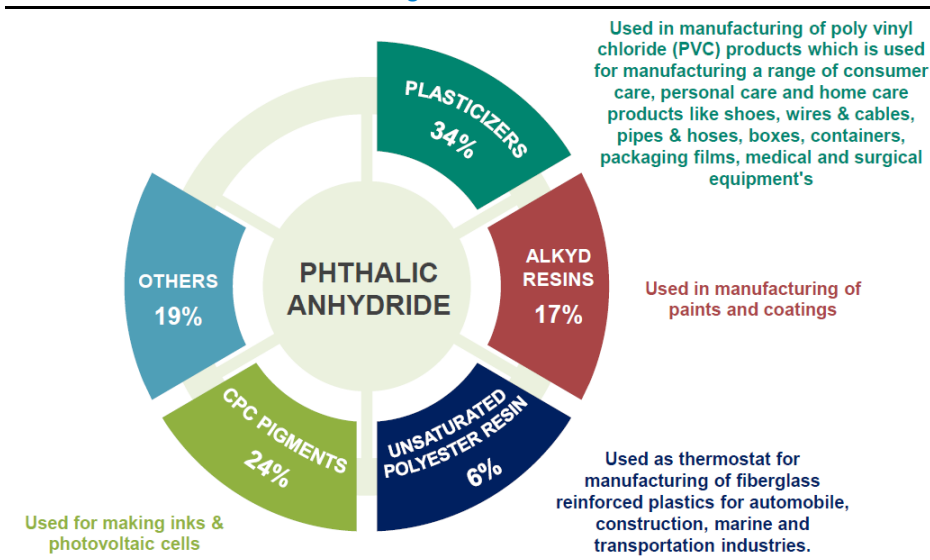 Used in manufacturing of poly vinyl
chloride (PVC) products which is used
for manufacturing a range of consumer
care, personal care and home care
products like shoes, wires & cables,
pipes & hoses, boxes, containers,
packaging films, medical and surgical
equipment's
PLASTICIZERS
34%
ALKYD
RESINS
17%
Used in manufacturing of
paints and coatings
PHTHALIC
ANHYDRIDE
OTHERS
19%
CPC PIGMENTS
24%
Used for making inks &
photovoltaic cells
UNSATURATED
POLYESTER RESIN
6%
Used as thermostat for
manufacturing of fiberglass
reinforced plastics for automobile,
construction, marine and
transportation industries.